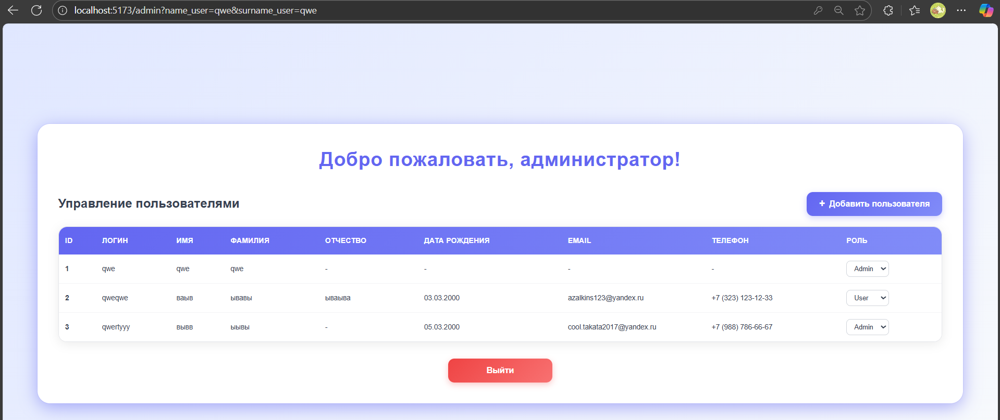 localhost:5173/admin?name_user=qwe&surname_user=qwe
Добро пожаловать, администратор!
Управление пользователями
+ Добавить пользователя
ID ЛОГИН ИМЯ ФАМИЛИЯ ОТЧЕСТВО ДАТА РОЖДЕНИЯ EMAIL ТЕЛЕФОН РОЛЬ
1 qwe qwe qwe - - - - Admin
2 qweqwe ваыв ывавы ываыва 03.03.2000 azalkins123@yandex.ru +7 (323) 123-12-33 User
3 qwertyyy вывв ыывы - 05.03.2000 cool.takata2017@yandex.ru +7 (988) 786-66-67 Admin
Выйти